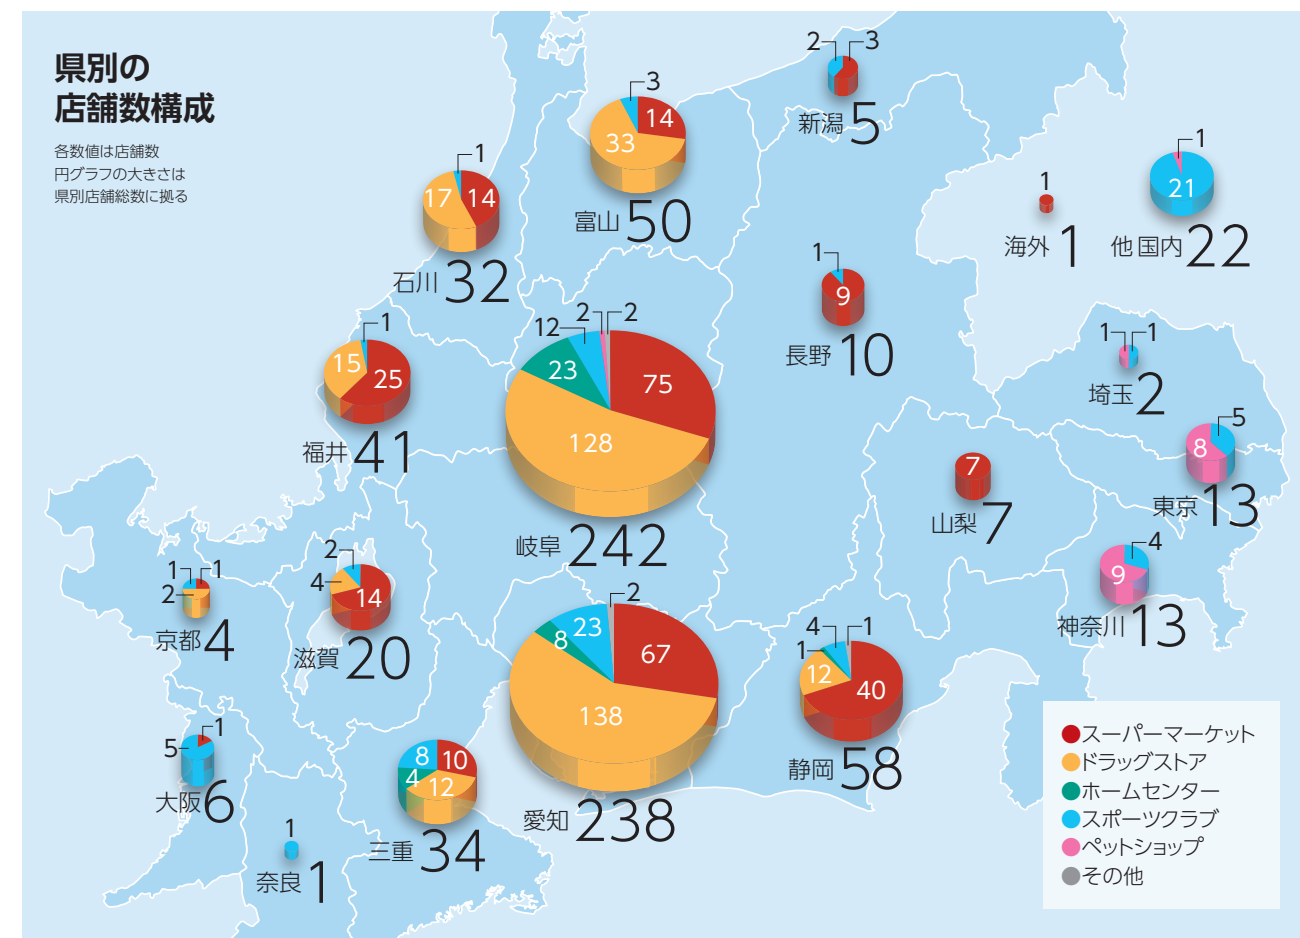 県別の
店舗数構成
各数値は店舗数
円グラフの大きさは
県別店舗総数に拠る
2 3
新潟 5
3
14
33
富山 50
1
17 14
石川 32
1
海外 1
1
21
他国内 22
1
9
長野 10
1
15 25
福井 41
12 2 2
23 75
128
岐阜 242
1 1
埼玉 2
5
8
東京 13
7
山梨 7
4
9
神奈川 13
1 1
2
京都 4
2
4
14
滋賀 20
2
8 23 67
138
愛知 238
4 1
1
12 40
静岡 58
1
5
大阪 6
8 10
4 12
三重 34
1
奈良 1
スーパーマーケット
ドラッグストア
ホームセンター
スポーツクラブ
ペットショップ
その他